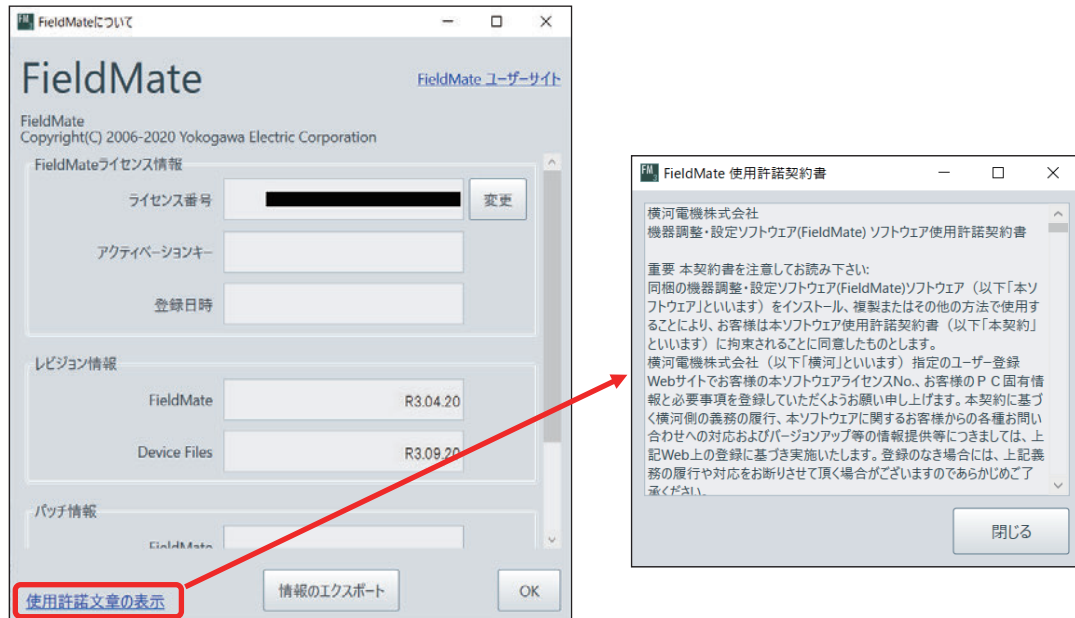 FieldMateについて
FieldMate
FieldMate ユーザーサイト
FieldMate
Copyright(C) 2006-2020 Yokogawa Electric Corporation
FieldMateライセンス情報
ライセンス番号
変更
アクティベーションキー
登録日時
レビジョン情報
FieldMate
R3.04.20
Device Files
R3.09.20
パッチ情報
FieldMate
使用許諾文章の表示
情報のエクスポート
OK
FieldMate 使用許諾契約書
横河電機株式会社
機器調整・設定ソフトウェア(FieldMate) ソフトウェア使用許諾契約書
重要 本契約書を注意してお読み下さい:
同梱の機器調整・設定ソフトウェア(FieldMate)ソフトウェア（以下「本ソ
フトウェア」といいます）をインストール、複製またはその他の方法で使用す
ることにより、お客様は本ソフトウェア使用許諾契約書（以下「本契約」
といいます）に拘束されることに同意したものとします。
横河電機株式会社（以下「横河」といいます）指定のユーザー登録
Webサイトでお客様の本ソフトウェアライセンスNo.、お客様のＰＣ固有情
報と必要事項を登録していただくようお願い申し上げます。本契約に基づ
く横河側の義務の履行、本ソフトウェアに関するお客様からの各種お問い
合わせへの対応およびバージョンアップ等の情報提供等につきましては、上
記Web上の登録に基づき実施いたします。登録のなき場合には、上記義
務の履行や対応をお断りさせて頂く場合がございますのであらかじめご了
承ください。
閉じる